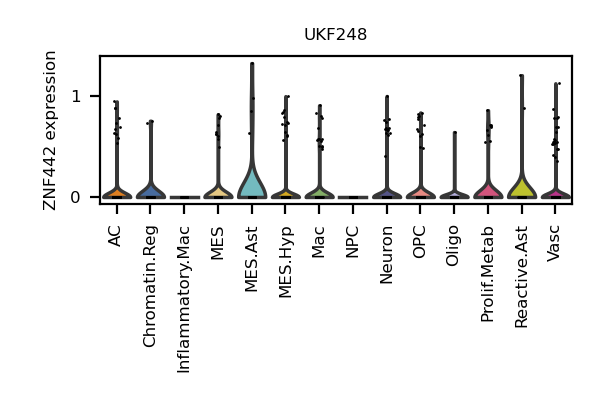 UKF248
ZNF442 expression
1
0
AC
Chromatin.Reg
Inflammatory.Mac
MES
MES.Ast
MES.Hyp
Mac
NPC
Neuron
OPC
Oligo
Prolif.Metab
Reactive.Ast
Vasc